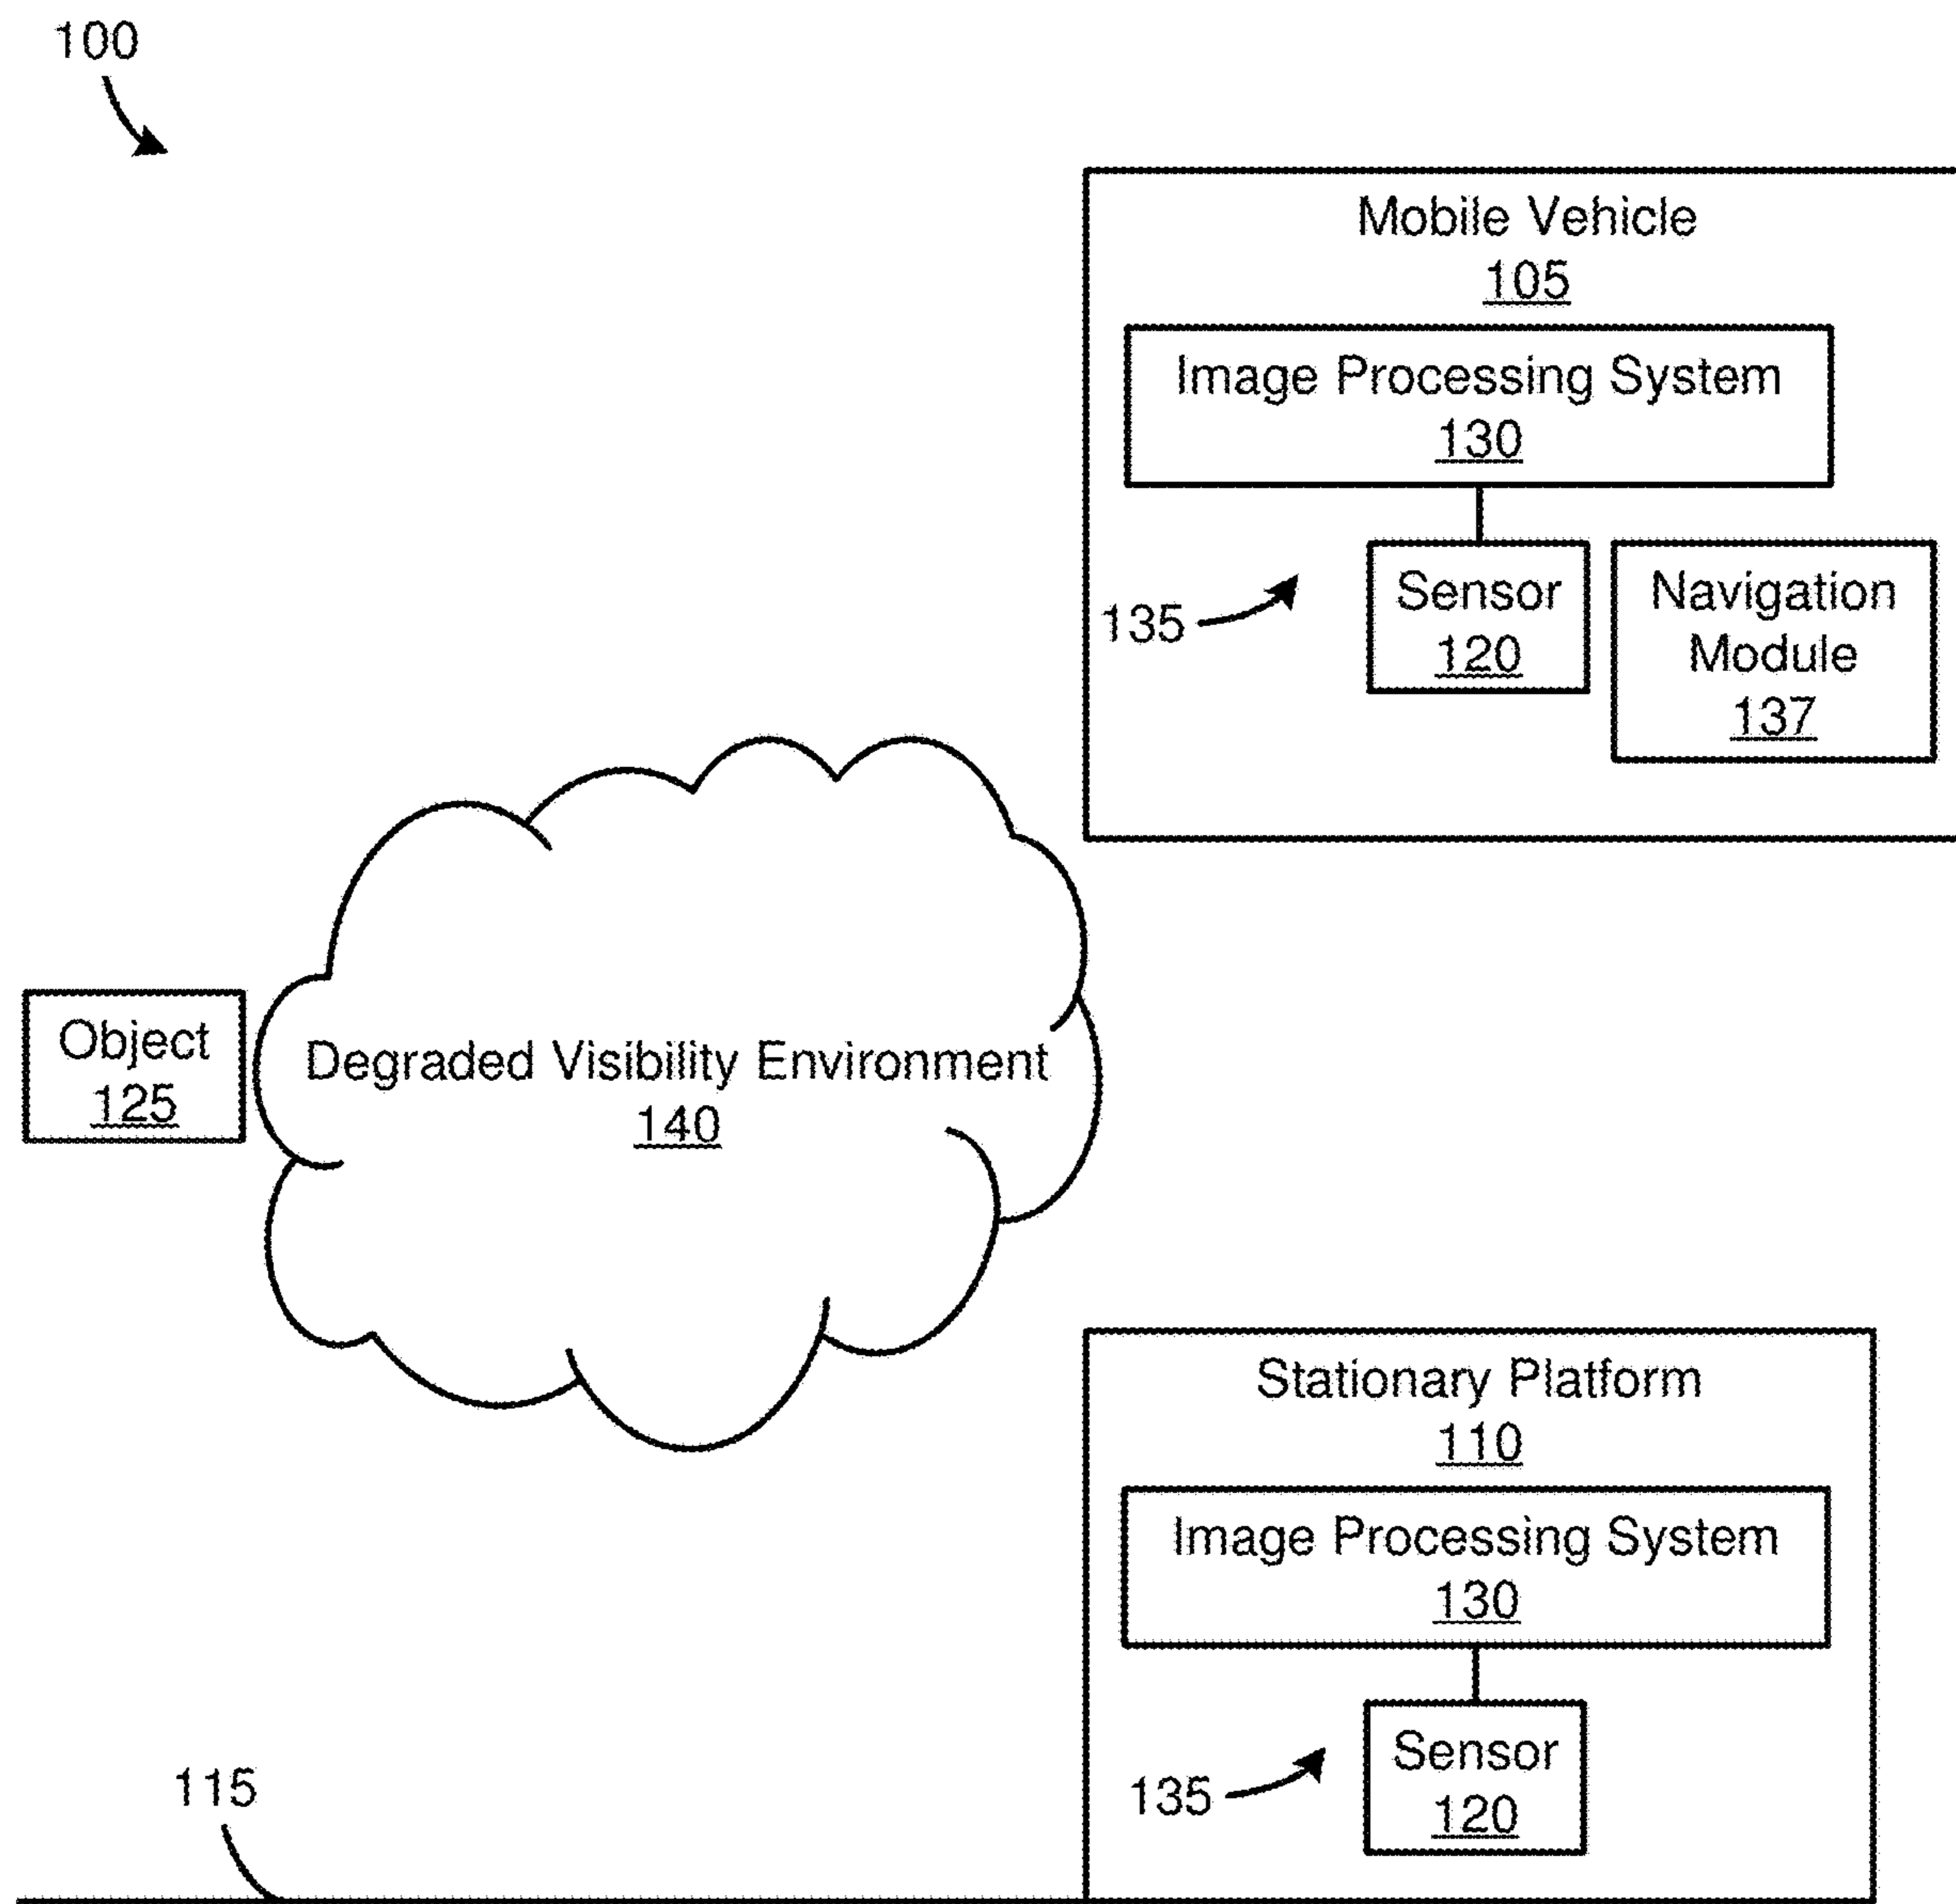 100
Mobile Vehicle
105
Image Processing System
130
135
Sensor
120
Navigation
Module
137
Object
125
Degraded Visibility Environment
140
Stationary Platform
110
Image Processing System
130
135
Sensor
120
115